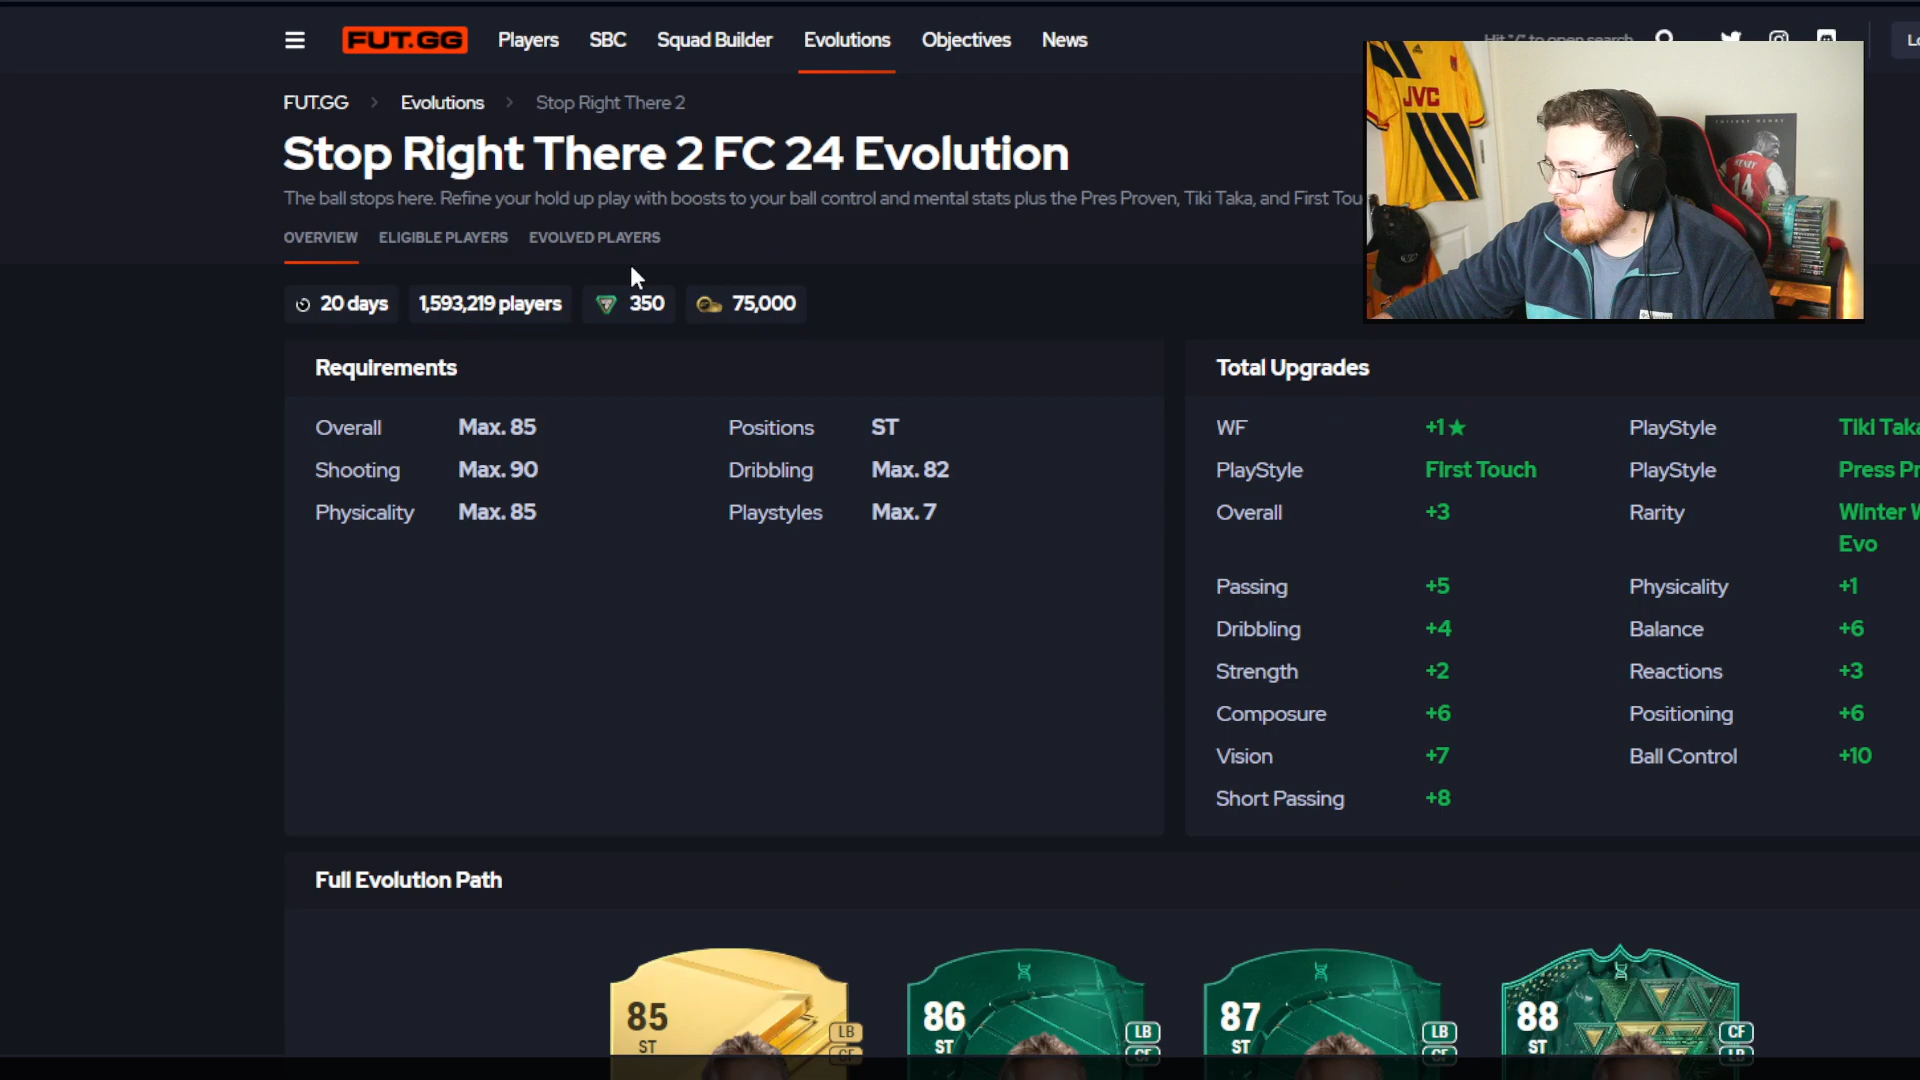 FUT.GG Players SBC Squad Builder Evolutions Objectives News
FUT.GG > Evolutions > Stop Right There 2
Stop Right There 2 FC 24 Evolution
The ball stops here. Refine your hold up play with boosts to your ball control and mental stats plus the Pres Proven, Tiki Taka, and First Tou
OVERVIEW ELIGIBLE PLAYERS EVOLVED PLAYERS
20 days 1,593,219 players 350 75,000
JVC
14
Requirements
Overall Max. 85 Positions ST
Shooting Max. 90 Dribbling Max. 82
Physicality Max. 85 Playstyles Max. 7
Total Upgrades
WF +1★ PlayStyle Tiki Taka
PlayStyle First Touch PlayStyle Press Pr
Overall +3 Rarity Winter W
Evo
Passing +5 Physicality +1
Dribbling +4 Balance +6
Strength +2 Reactions +3
Composure +6 Positioning +6
Vision +7 Ball Control +10
Short Passing +8
Full Evolution Path
85 ST LB CF
86 ST LB CF
87 ST LB CF
88 ST CF LB